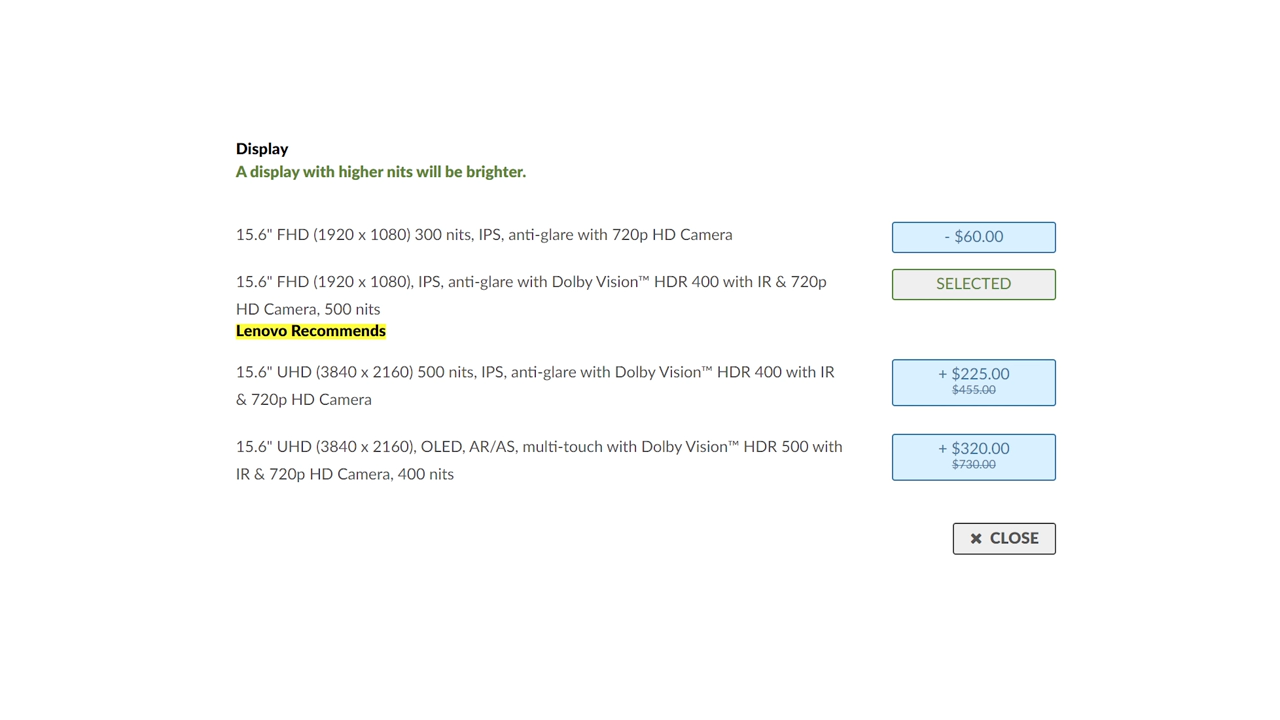 Display
A display with higher nits will be brighter.
15.6" FHD (1920 x 1080) 300 nits, IPS, anti-glare with 720p HD Camera
- $60.00
15.6" FHD (1920 x 1080), IPS, anti-glare with Dolby Vision™ HDR 400 with IR & 720p
HD Camera, 500 nits
SELECTED
Lenovo Recommends
15.6" UHD (3840 x 2160) 500 nits, IPS, anti-glare with Dolby Vision™ HDR 400 with IR
& 720p HD Camera
+ $225.00
$455.00
15.6" UHD (3840 x 2160), OLED, AR/AS, multi-touch with Dolby Vision™ HDR 500 with
IR & 720p HD Camera, 400 nits
+ $320.00
$730.00
✖ CLOSE